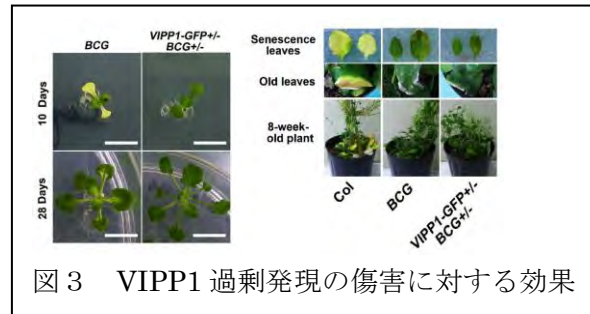 BCG
VIPP1-GFP+/-
BCG+/-
10 Days
28 Days
Senescence
leaves
Old leaves
8-week-
old plant
Col
BCG
VIPP1-GFP+/-
BCG+/-
図３ VIPP1 過剰発現の傷害に対する効果